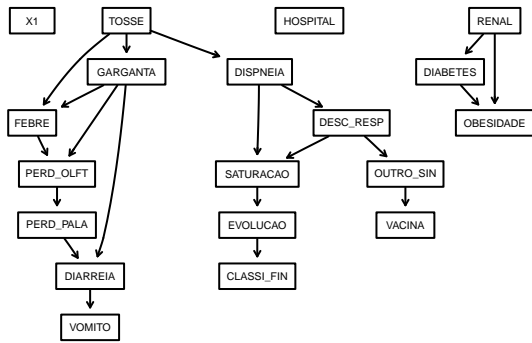 X1
TOSSE
HOSPITAL
RENAL
GARGANTA
DISPNEIA
DIABETES
FEBRE
DESC_RESP
OBESIDADE
PERD_OLFT
SATURACAO
OUTRO_SIN
PERD_PALA
EVOLUCAO
VACINA
DIARREIA
CLASSI_FIN
VOMITO